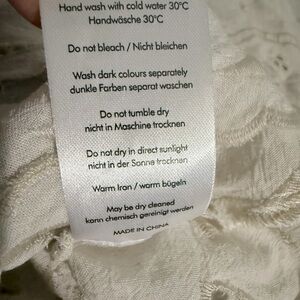 Hand wash with cold water 30°C
Handwäsche 30°C
Do not bleach / Nicht bleichen
Wash dark colours separately
dunkle Farben separat waschen
Do not tumble dry
nicht in Maschine trocknen
Do not dry in direct sunlight
nicht in der Sonne trocknen
Warm Iron / warm bügeln
May be dry cleaned
kann chemisch gereinigt werden
MADE IN CHINA